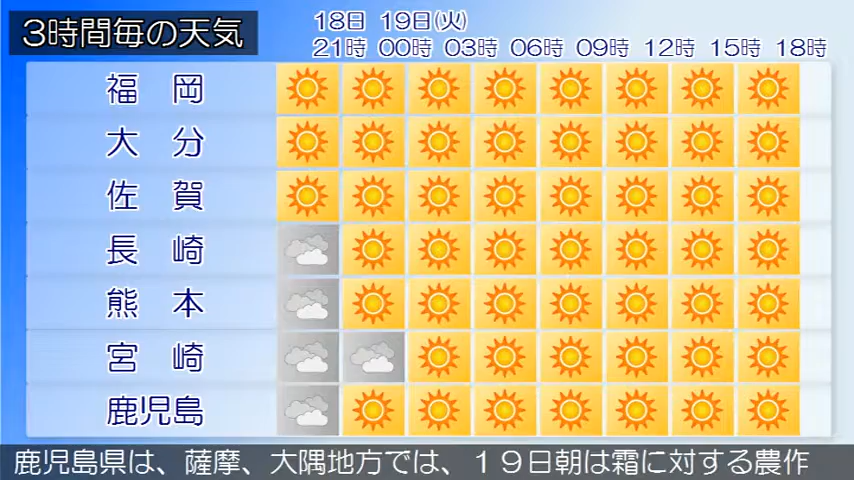 3時間毎の天気
18日 19日(火)
21時 00時 03時 06時 09時 12時 15時 18時
福岡
大分
佐賀
長崎
熊本
宮崎
鹿児島
鹿児島県は、薩摩、大隅地方では、１９日朝は霜に対する農作